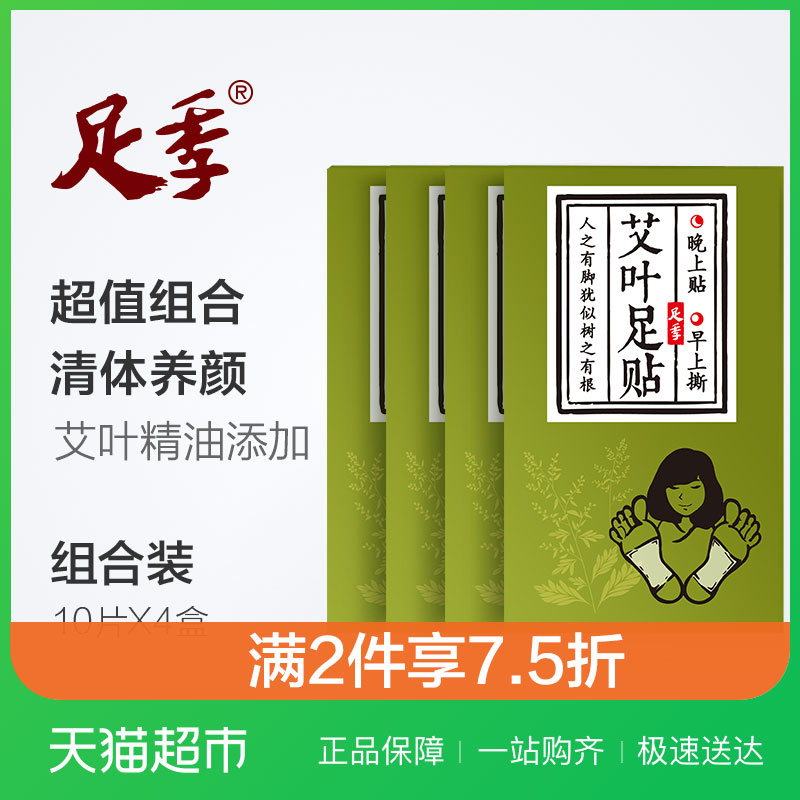 足季®
超值组合
清体养颜
艾叶精油添加
组合装
10片X4盒
晚上贴
早上撕
艾叶足贴
足季
人之有脚犹似树之有根
满2件享7.5折
天猫超市
正品保障
一站购齐
极速送达